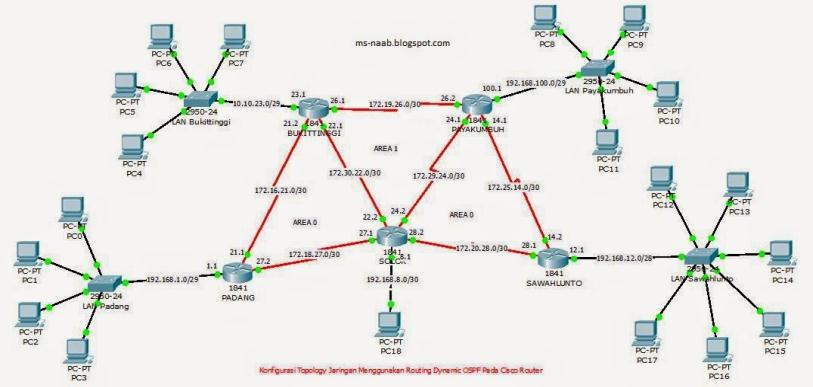 ms-naab.blogspot.com
PC-PT
PC6
PC-PT
PC7
PC-PT
PC5
PC-PT
PC4
2950-24
LAN Bukittinggi
10.10.23.0/29
23.1
26.1
1841
BUKITTINGGI
21.2
22.1
172.19.26.0/30
26.2
100.1
1841
PAYAKUMBUH
24.1
14.1
192.168.100.0/29
PC-PT
PC8
PC-PT
PC9
2950-24
LAN Payakumbuh
PC-PT
PC10
PC-PT
PC11
AREA 1
172.16.21.0/30
172.30.22.0/30
172.29.24.0/30
172.25.14.0/30
AREA 0
AREA 0
PC-PT
PC0
PC-PT
PC1
PC-PT
PC2
PC-PT
PC3
2950-24
LAN Padang
192.168.1.0/29
1.1
21.1
27.2
1841
PADANG
172.18.27.0/30
22.2
24.2
27.1
28.2
1841
SOLOK
8.1
192.168.8.0/30
PC-PT
PC18
172.20.28.0/30
28.1
14.2
12.1
1841
SAWAHLUNTO
192.168.12.0/28
PC-PT
PC12
PC-PT
PC13
2950-24
LAN Sawahlunto
PC-PT
PC14
PC-PT
PC15
PC-PT
PC16
PC-PT
PC17
Konfigurasi Topology Jaringan Menggunakan Routing Dynamic OSPF Pada Cisco Router